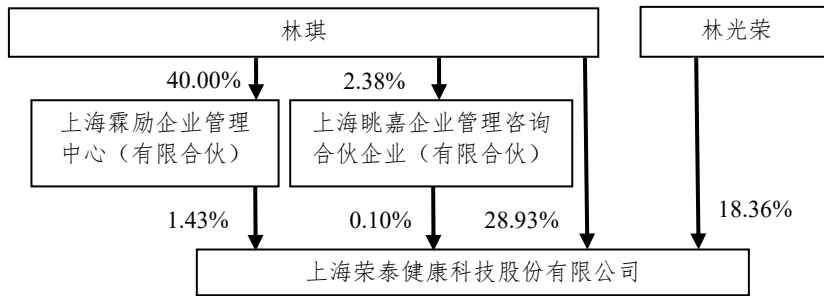 林琪
林光荣
40.00%
2.38%
上海霖励企业管理
中心（有限合伙）
上海眺嘉企业管理咨询
合伙企业（有限合伙）
1.43%
0.10%
28.93%
18.36%
上海荣泰健康科技股份有限公司